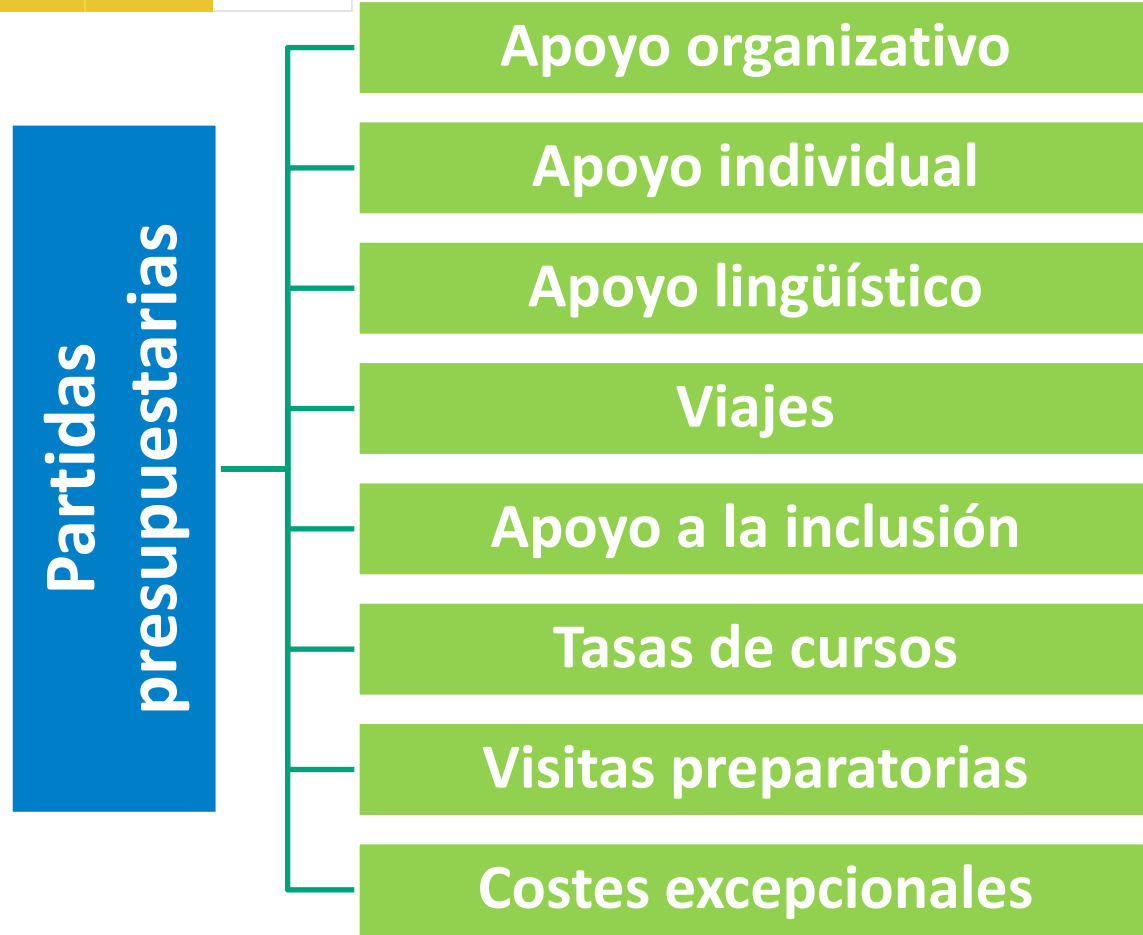 Partidas
presupuestarias
Apoyo organizativo
Apoyo individual
Apoyo lingüístico
Viajes
Apoyo a la inclusión
Tasas de cursos
Visitas preparatorias
Costes excepcionales